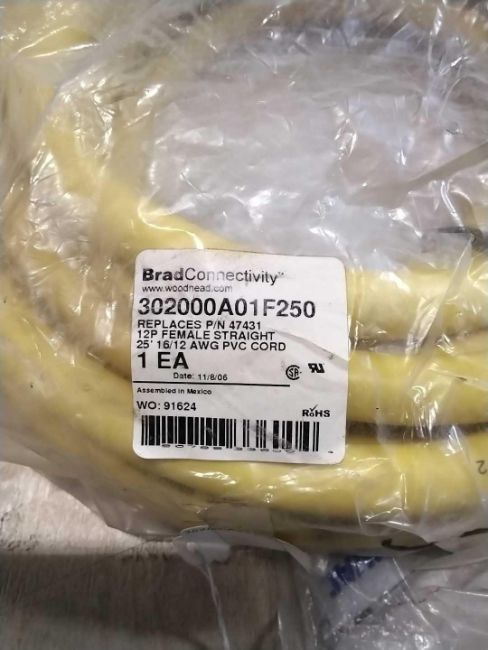 BradConnectivity™
www.woodhead.com
302000A01F250
REPLACES P/N 47431
12P FEMALE STRAIGHT
25' 16/12 AWG PVC CORD
1 EA
Date: 11/8/06
Assembled in Mexico
WO: 91624
RoHS